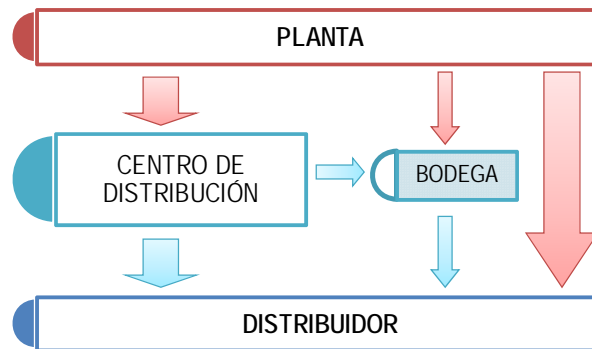 PLANTA
CENTRO DE
DISTRIBUCIÓN
BODEGA
DISTRIBUIDOR